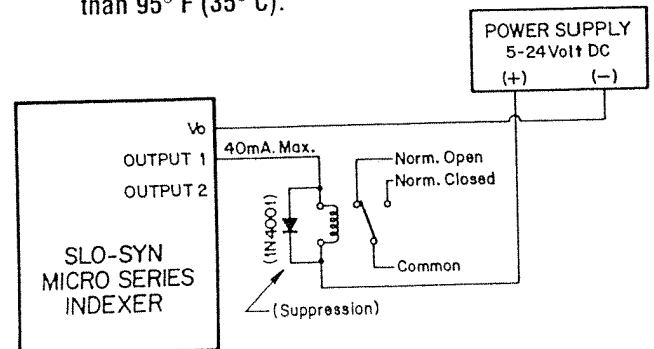 than 95° F (35° C).
POWER SUPPLY
5-24 Volt DC
(+) (−)
Vo
OUTPUT 1
40mA. Max.
OUTPUT 2
Norm. Open
Norm. Closed
(1N4001)
SLO-SYN
MICRO SERIES
INDEXER
Common
(Suppression)